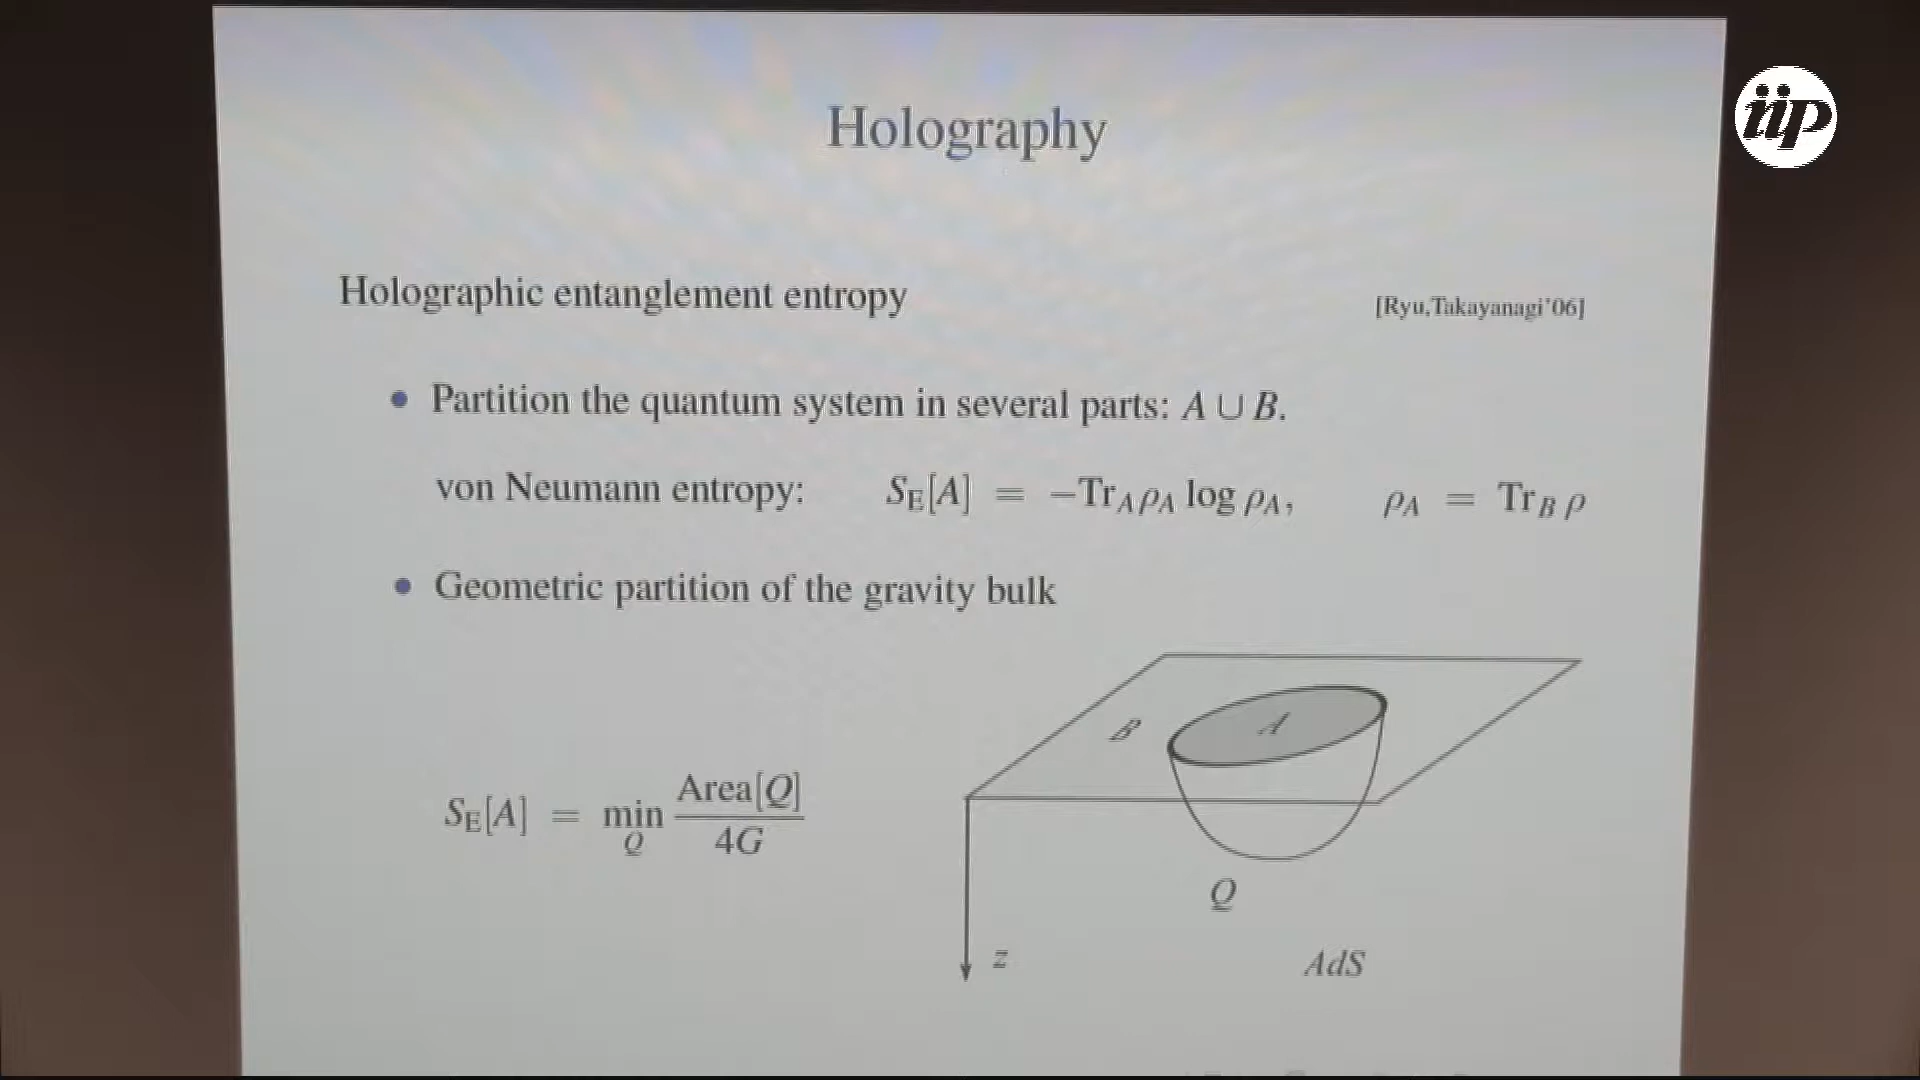 iip
Holography
Holographic entanglement entropy [Ryu,Takayanagi'06]
• Partition the quantum system in several parts: A ∪ B.
von Neumann entropy: S_E[A] = −Tr_A ρ_A log ρ_A, ρ_A = Tr_B ρ
• Geometric partition of the gravity bulk
B A
S_E[A] = min_Q Area[Q] / 4G
Q
z AdS